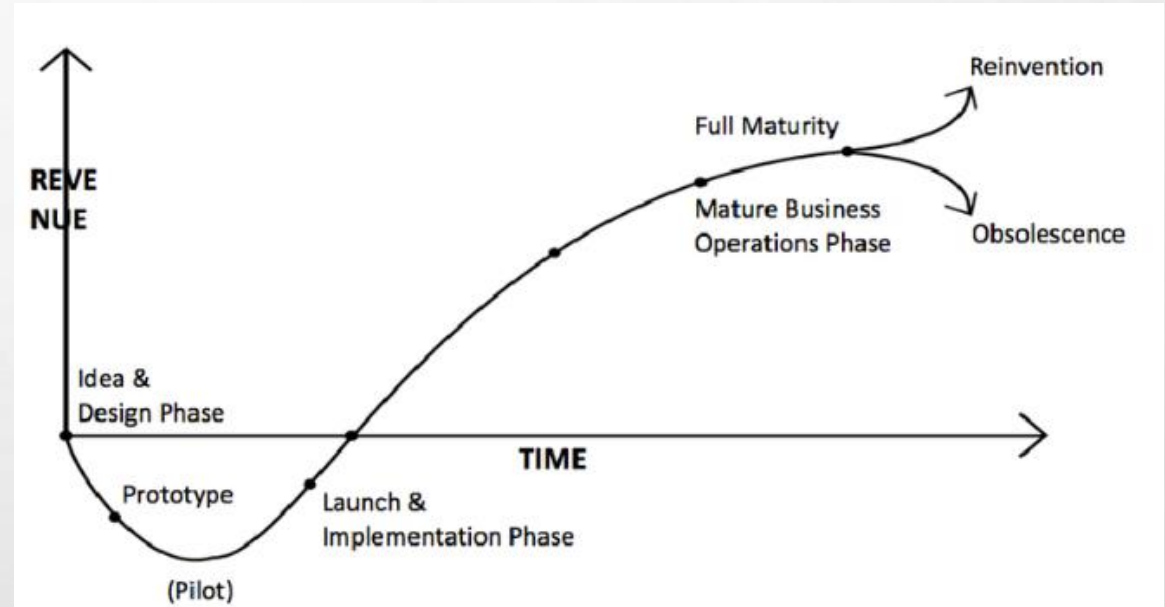 Reinvention
Full Maturity
REVE
NUE
Mature Business
Operations Phase
Obsolescence
Idea &
Design Phase
TIME
Prototype
Launch &
Implementation Phase
(Pilot)